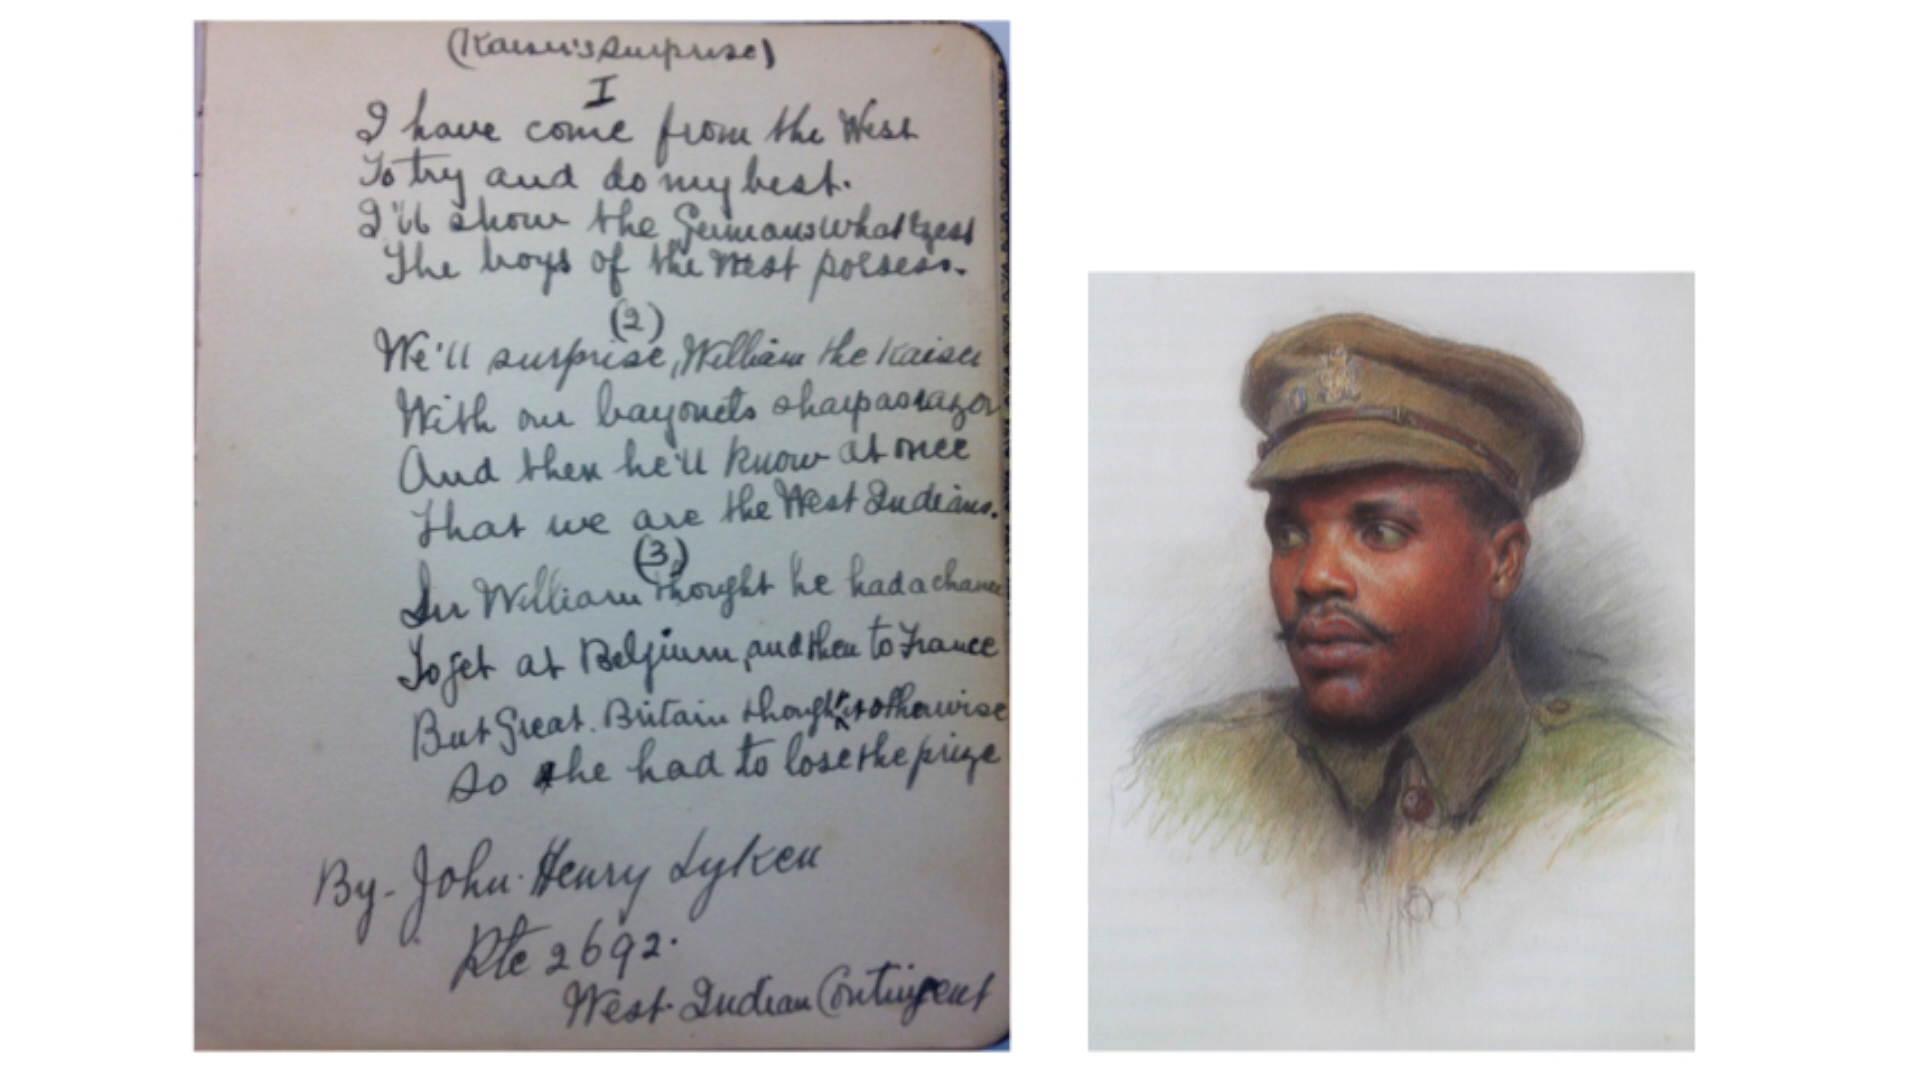 (Kaiser's Surprise)
I
I have come from the West
To try and do my best.
I'll show the Germans what zest
The boys of the West possess.
(2)
We'll surprise, William the Kaiser
With our bayonets sharp as razor
And then he'll know at once
That we are the West Indians.
(3)
Sir William thought he had a chance
To get at Belgium, and then to France
But Great. Britain thought otherwise
So he had to lose the prize
By - John. Henry Lyken
Pte 2692.
West. Indian Contingent